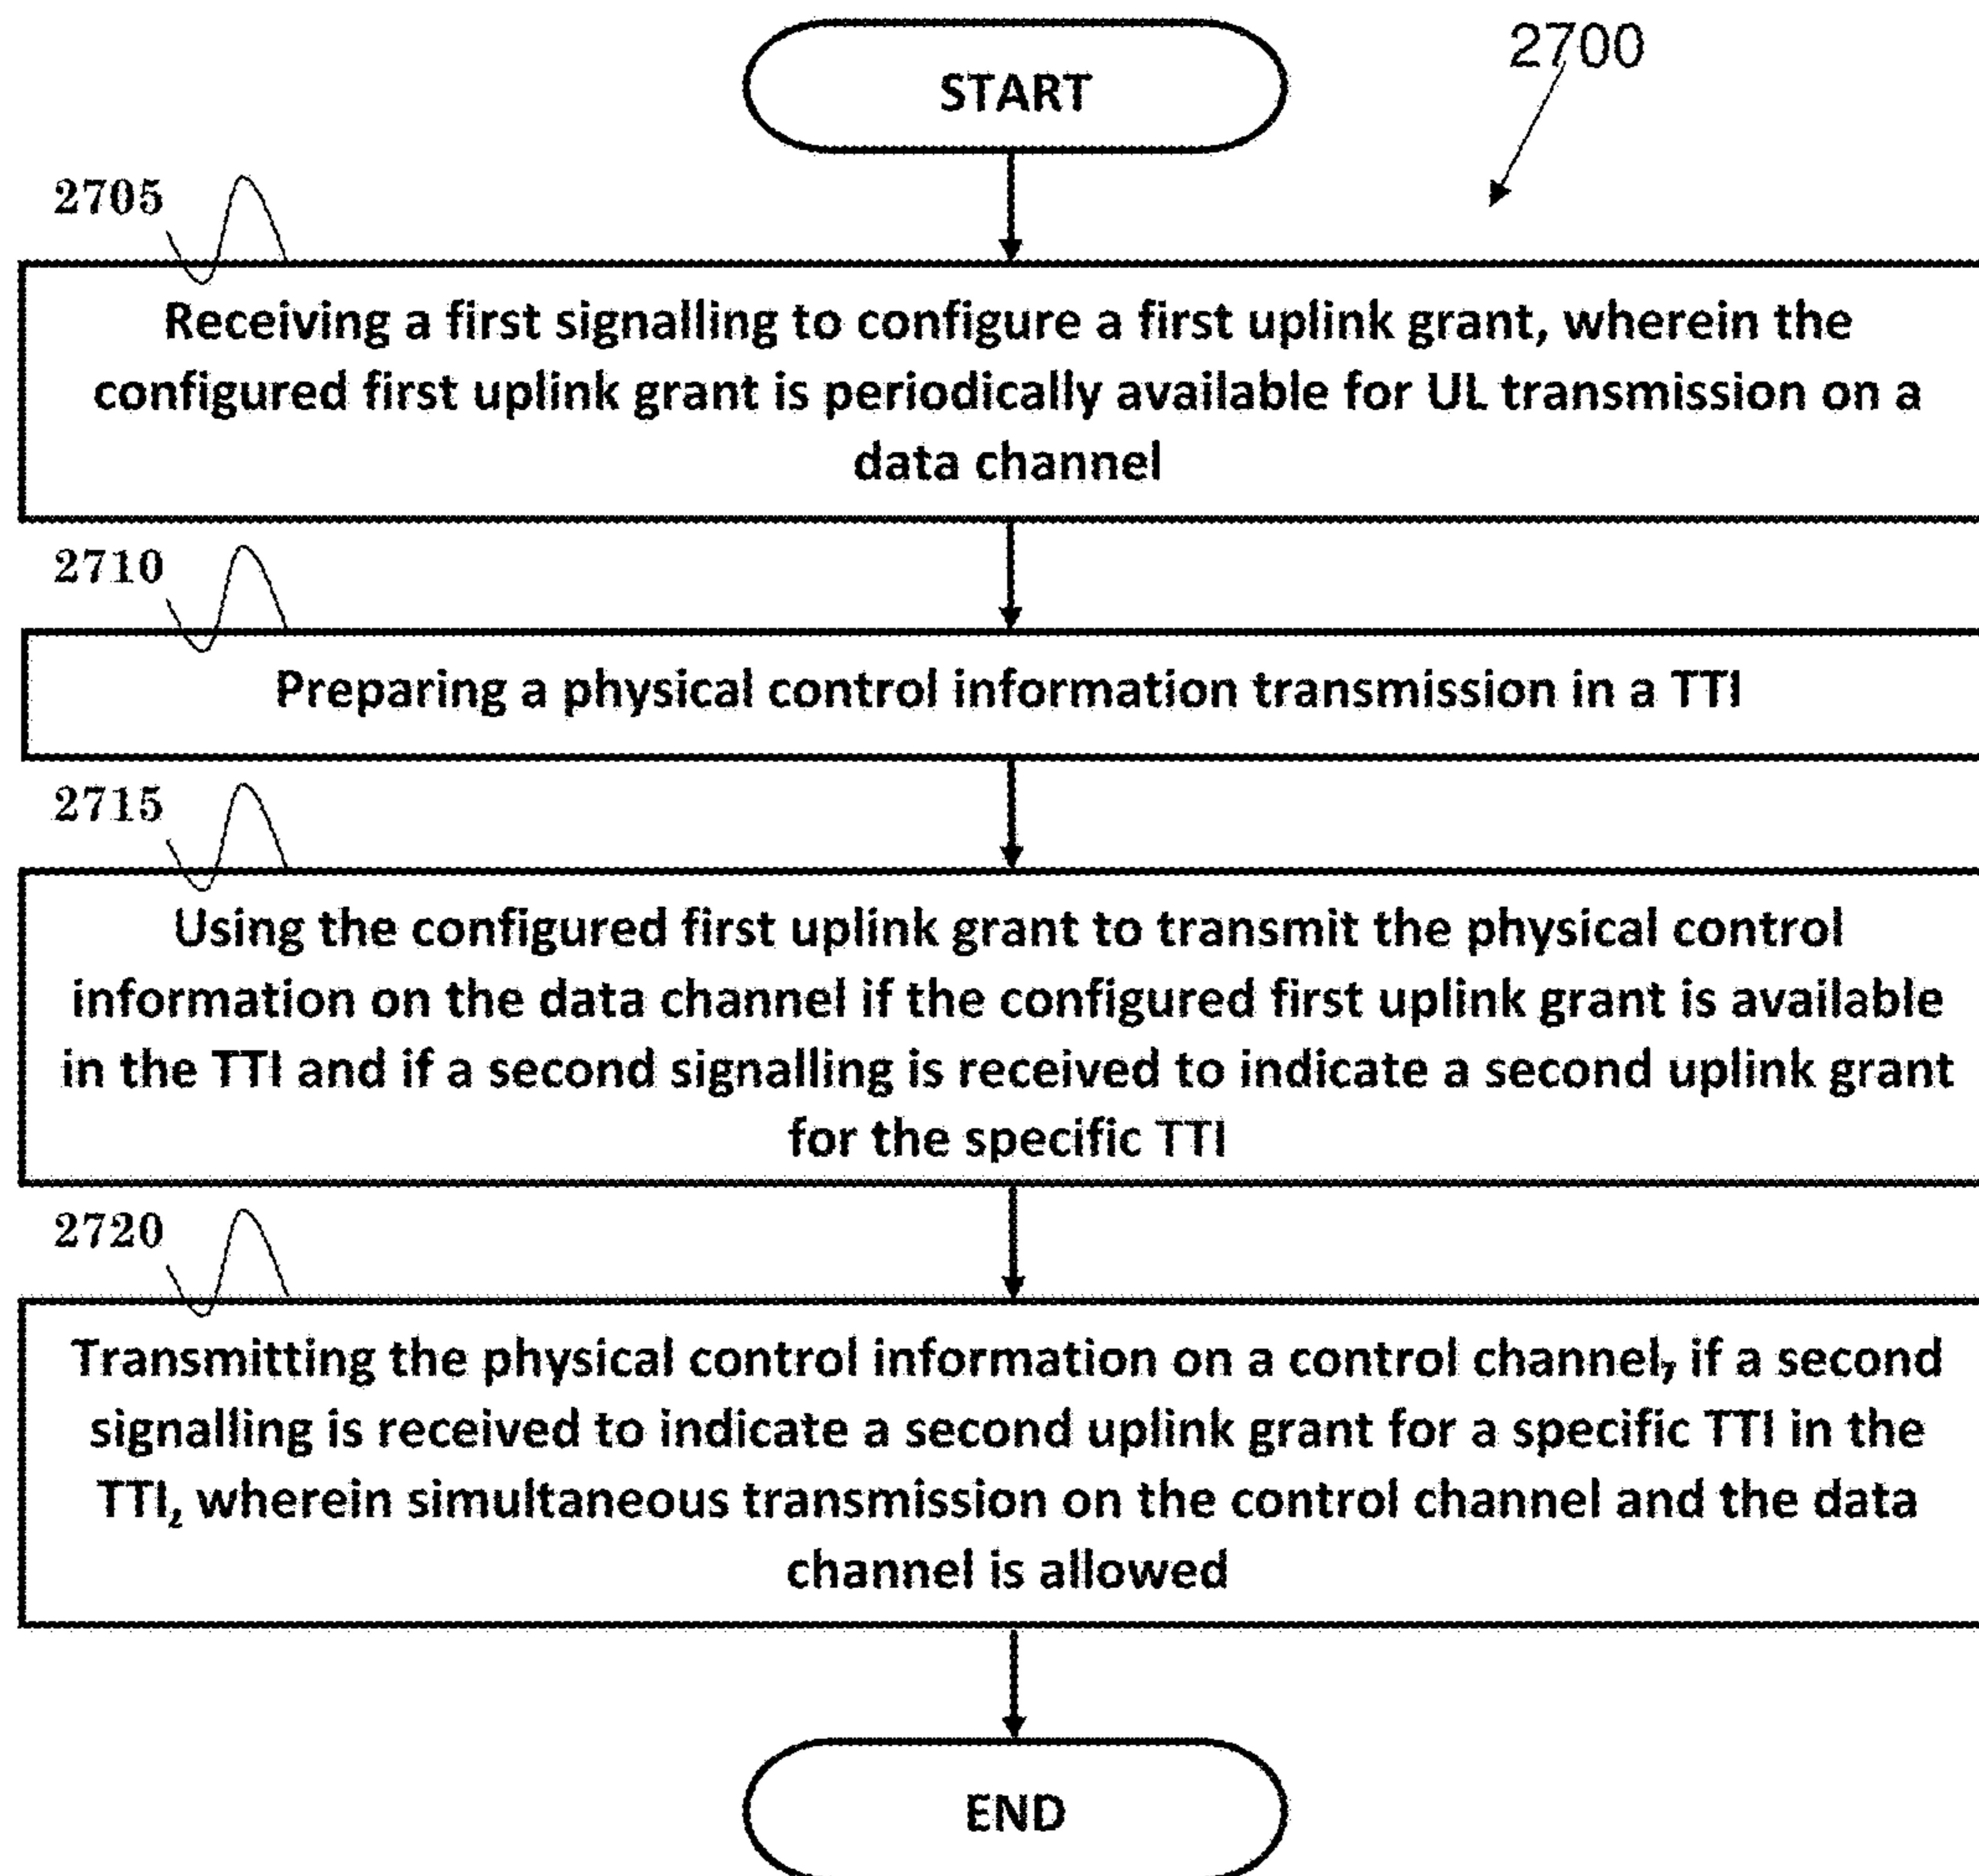 START
2700
2705
Receiving a first signalling to configure a first uplink grant, wherein the
configured first uplink grant is periodically available for UL transmission on a
data channel
2710
Preparing a physical control information transmission in a TTI
2715
Using the configured first uplink grant to transmit the physical control
information on the data channel if the configured first uplink grant is available
in the TTI and if a second signalling is received to indicate a second uplink grant
for the specific TTI
2720
Transmitting the physical control information on a control channel, if a second
signalling is received to indicate a second uplink grant for a specific TTI in the
TTI, wherein simultaneous transmission on the control channel and the data
channel is allowed
END